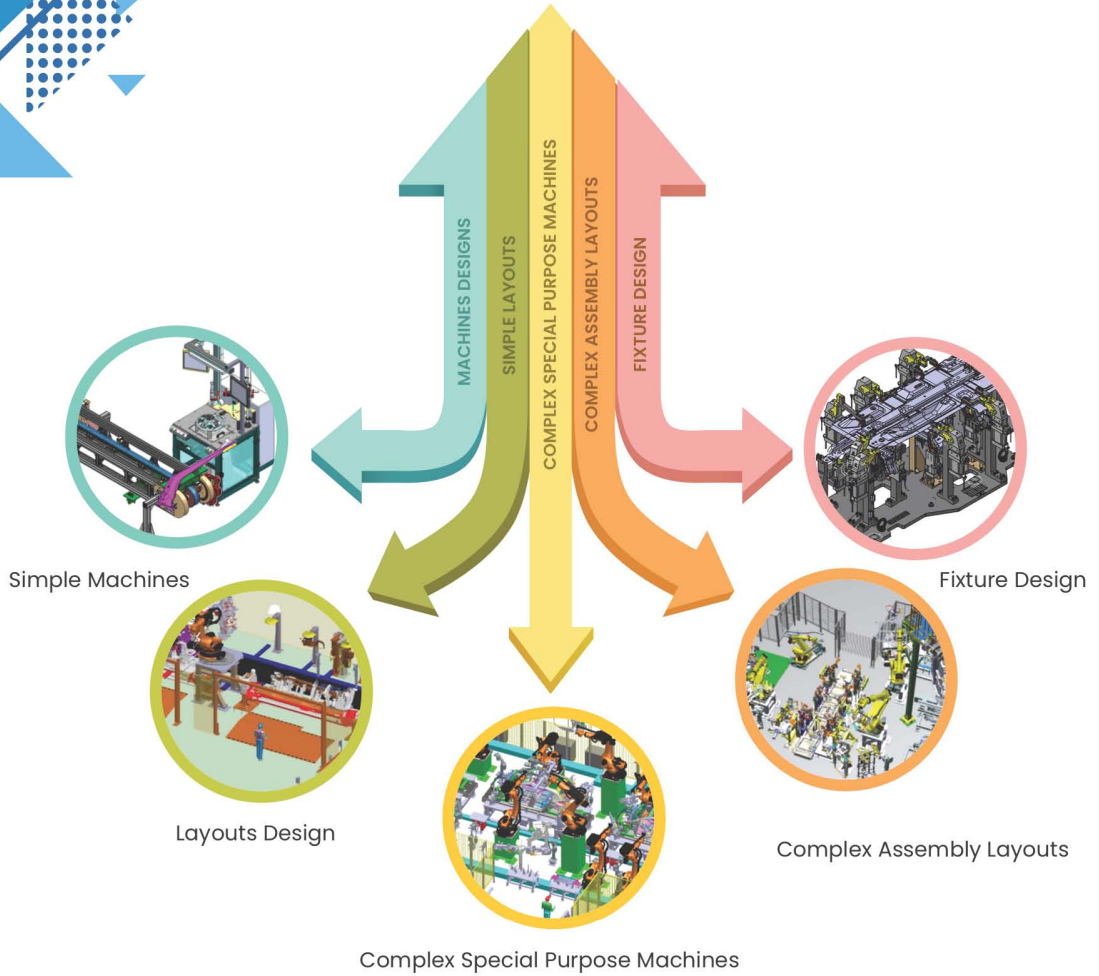 MACHINES DESIGNS
SIMPLE LAYOUTS
COMPLEX SPECIAL PURPOSE MACHINES
COMPLEX ASSEMBLY LAYOUTS
FIXTURE DESIGN
Simple Machines
Fixture Design
Layouts Design
Complex Assembly Layouts
Complex Special Purpose Machines